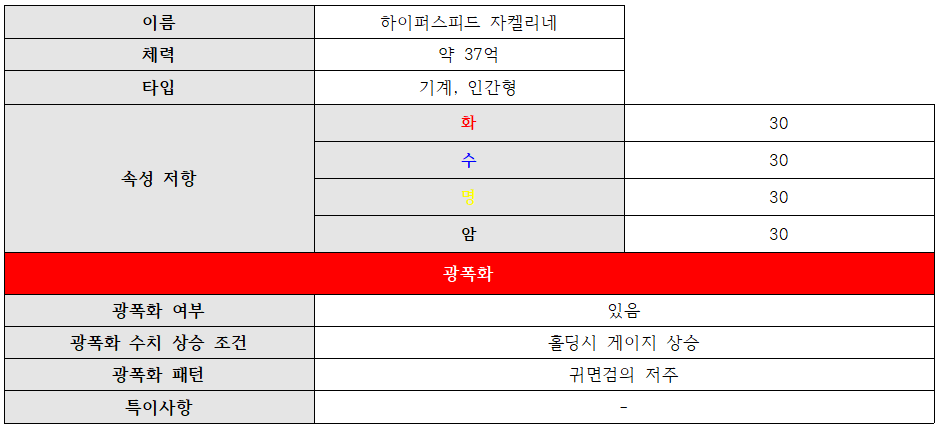 이름 하이퍼스피드 자켈리네
체력 약 37억
타입 기계, 인간형
속성 저항
화 30
수 30
명 30
암 30
광폭화
광폭화 여부 있음
광폭화 수치 상승 조건 홀딩시 게이지 상승
광폭화 패턴 귀면검의 저주
특이사항 -